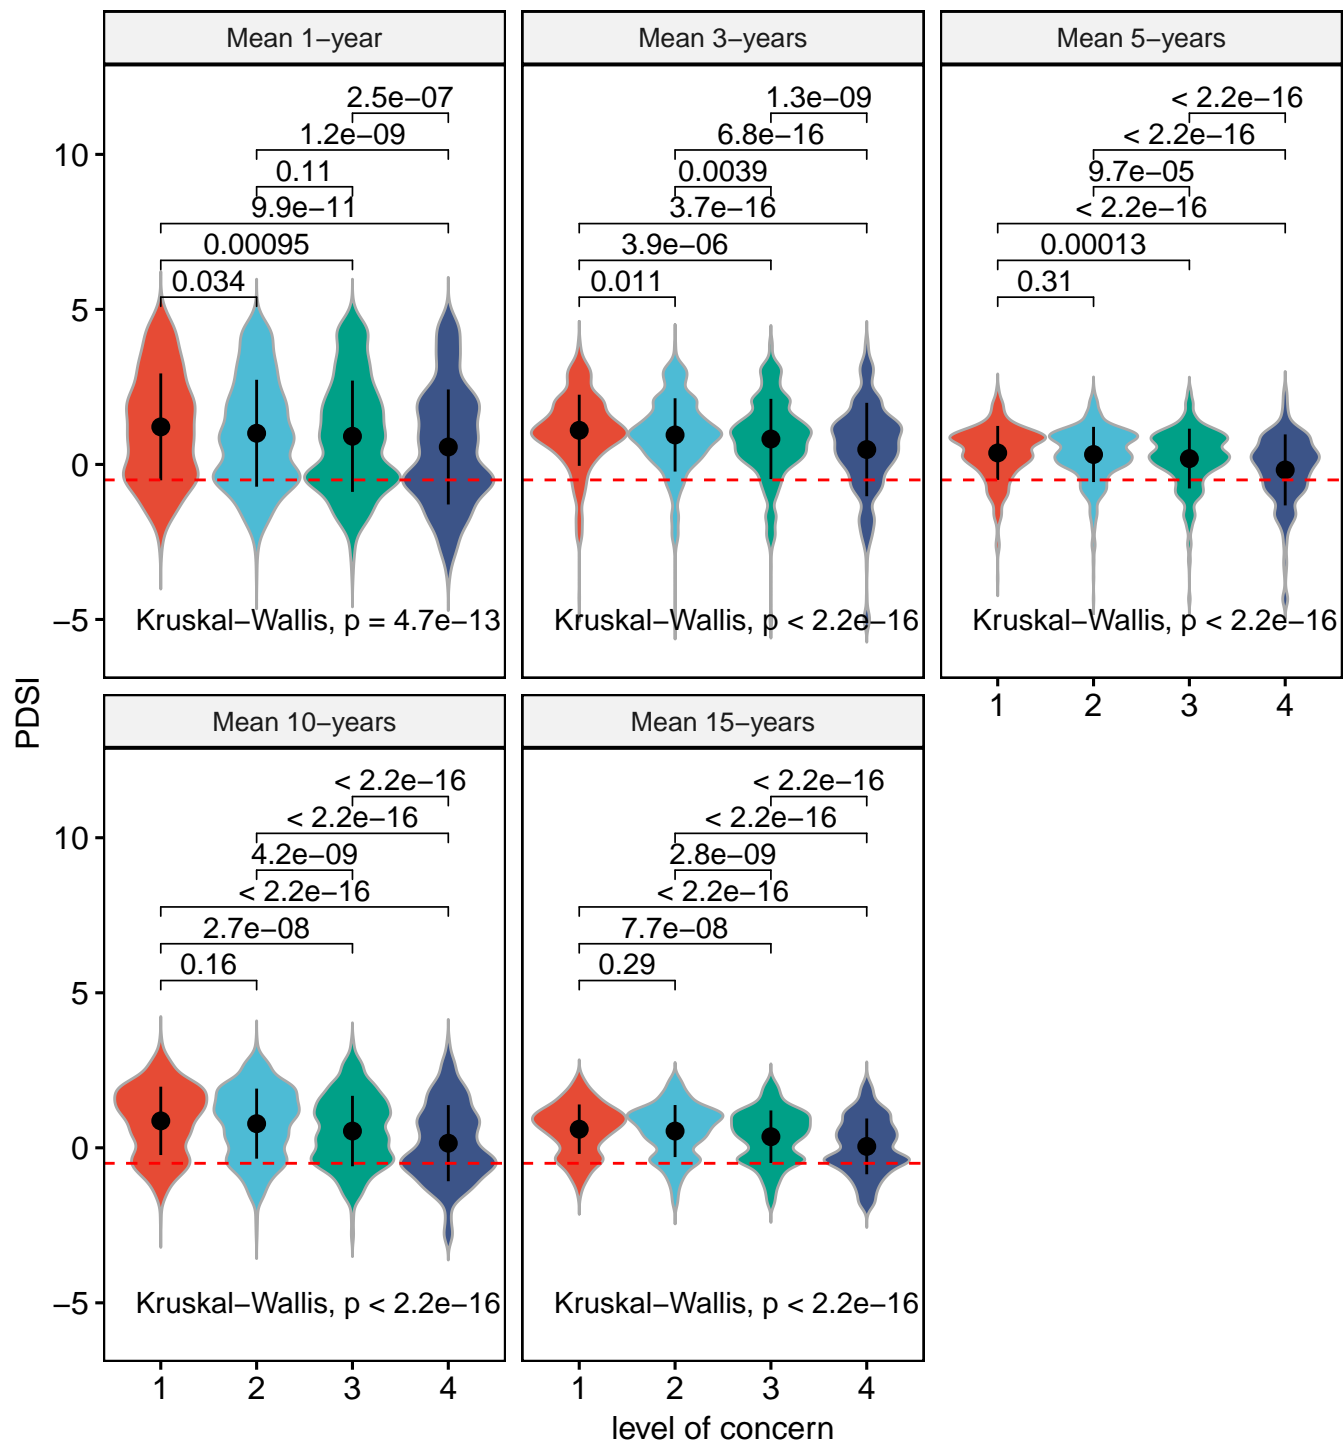 Mean 1−year
Mean 3−years
Mean 5−years
2.5e−07
1.2e−09
0.11
9.9e−11
0.00095
0.034
Kruskal−Wallis, p = 4.7e−13
1.3e−09
6.8e−16
0.0039
3.7e−16
3.9e−06
0.011
Kruskal−Wallis, p < 2.2e−16
< 2.2e−16
< 2.2e−16
9.7e−05
< 2.2e−16
0.00013
0.31
Kruskal−Wallis, p < 2.2e−16
10
5
0
−5
1 2 3 4
PDSI
Mean 10−years
Mean 15−years
< 2.2e−16
< 2.2e−16
4.2e−09
< 2.2e−16
2.7e−08
0.16
Kruskal−Wallis, p < 2.2e−16
< 2.2e−16
< 2.2e−16
2.8e−09
< 2.2e−16
7.7e−08
0.29
Kruskal−Wallis, p < 2.2e−16
10
5
0
−5
1 2 3 4
1 2 3 4
level of concern